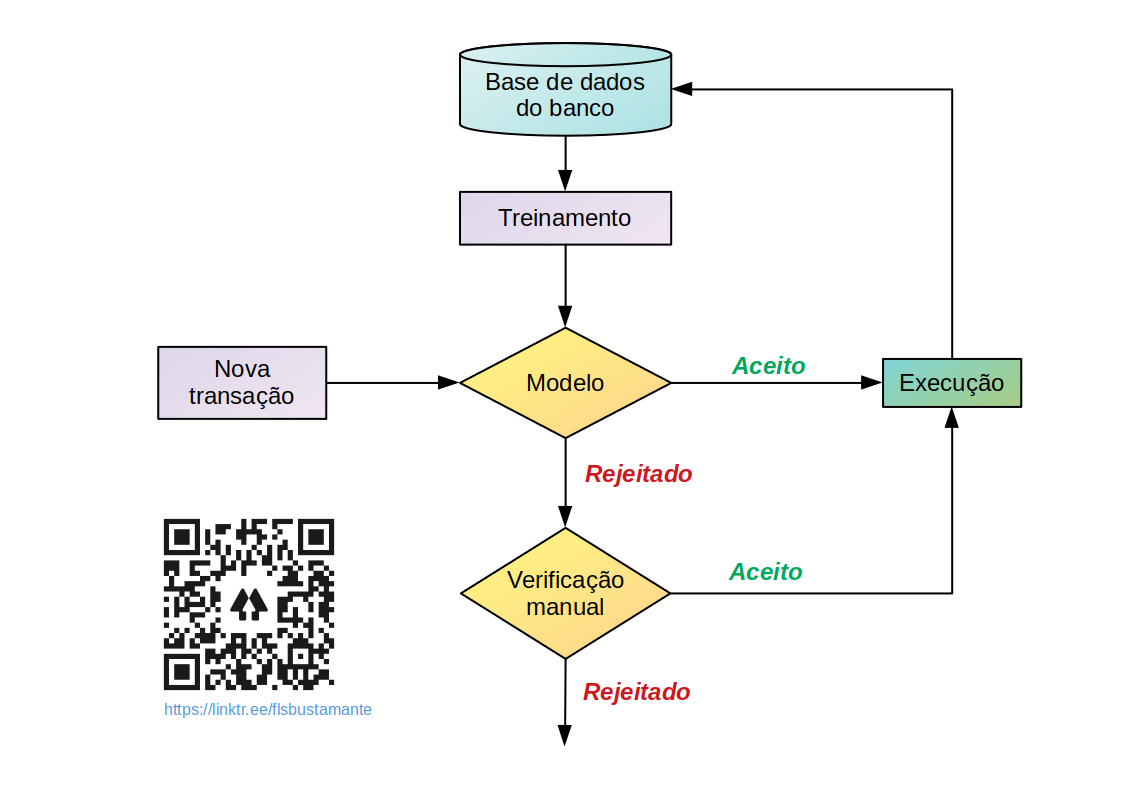 Base de dados
do banco
Treinamento
Nova
transação
Modelo
Aceito
Execução
Rejeitado
Verificação
manual
Aceito
Rejeitado
https://linktr.ee/flsbustamante